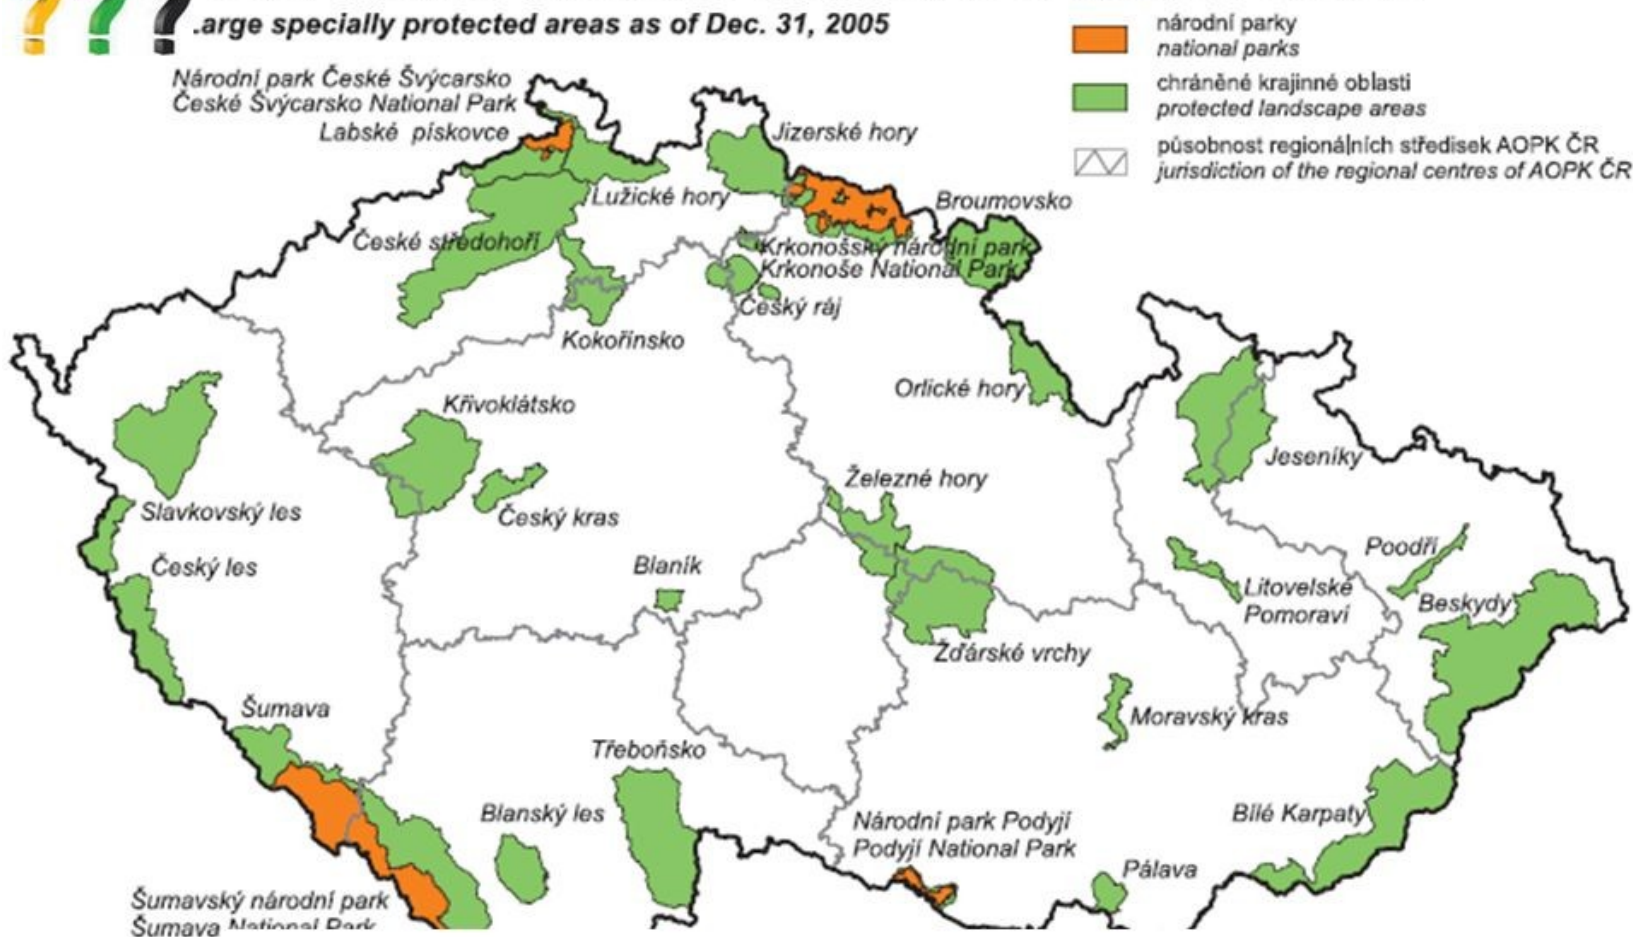 ??? .arge specially protected areas as of Dec. 31, 2005
národní parky
national parks
chráněné krajinné oblasti
protected landscape areas
působnost regionálních středisek AOPK ČR
jurisdiction of the regional centres of AOPK ČR
Národní park České Švýcarsko
České Švýcarsko National Park
Labské pískovce
Jizerské hory
Lužické hory
Broumovsko
České středohoří
Krkonošský národní park
Krkonoše National Park
Český ráj
Kokořínsko
Orlické hory
Křivoklátsko
Jeseníky
Železné hory
Slavkovský les
Český kras
Poodří
Český les
Blaník
Litovelské
Pomoraví
Beskydy
Žďárské vrchy
Šumava
Moravský kras
Třeboňsko
Blanský les
Národní park Podyjí
Podyjí National Park
Bílé Karpaty
Pálava
Šumavský národní park
Šumava National Park